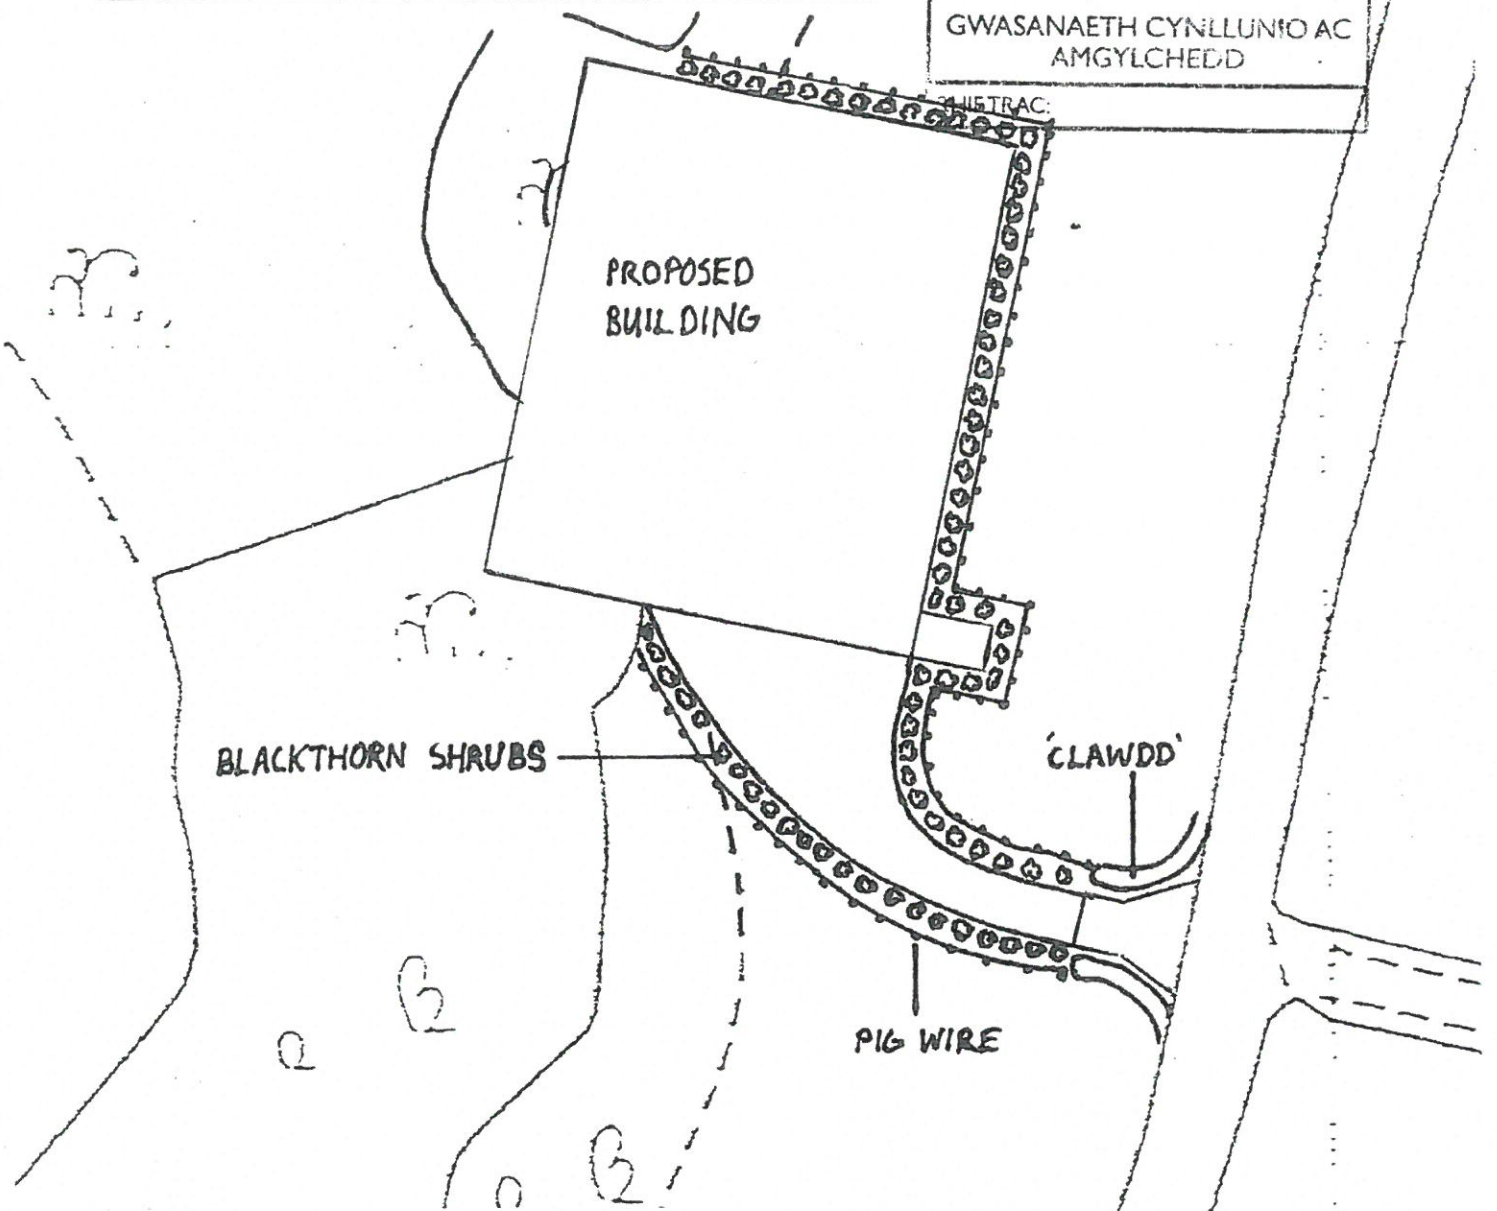 GWASANAETH CYNLLUNIO AC
AMGYLCHEDD
PROPOSED
BUILDING
BLACKTHORN SHRUBS
'CLAWDD'
PIG WIRE